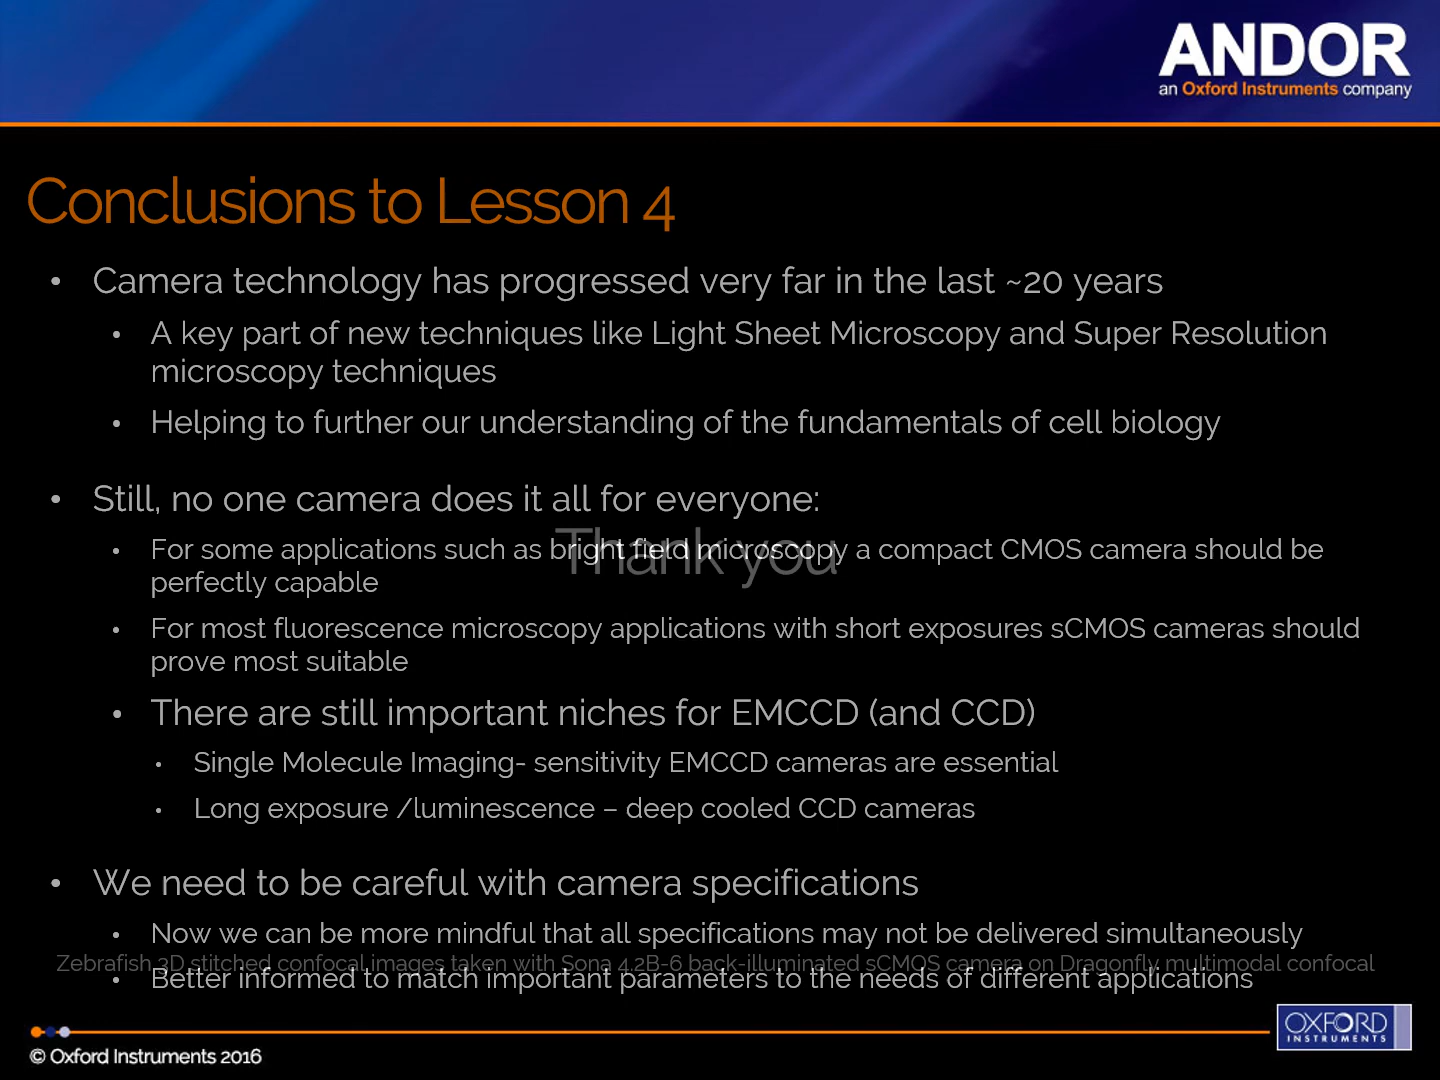 ANDOR
an Oxford Instruments company
Conclusions to Lesson 4
• Camera technology has progressed very far in the last ~20 years
• A key part of new techniques like Light Sheet Microscopy and Super Resolution
microscopy techniques
• Helping to further our understanding of the fundamentals of cell biology
• Still, no one camera does it all for everyone:
Thank you
• For some applications such as bright field microscopy a compact CMOS camera should be
perfectly capable
• For most fluorescence microscopy applications with short exposures sCMOS cameras should
prove most suitable
• There are still important niches for EMCCD (and CCD)
• Single Molecule Imaging- sensitivity EMCCD cameras are essential
• Long exposure /luminescence – deep cooled CCD cameras
• We need to be careful with camera specifications
• Now we can be more mindful that all specifications may not be delivered simultaneously
Zebrafish 3D stitched confocal images taken with Sona 4.2B-6 back-illuminated sCMOS camera on Dragonfly multimodal confocal
• Better informed to match important parameters to the needs of different applications
OXFORD
INSTRUMENTS
© Oxford Instruments 2016